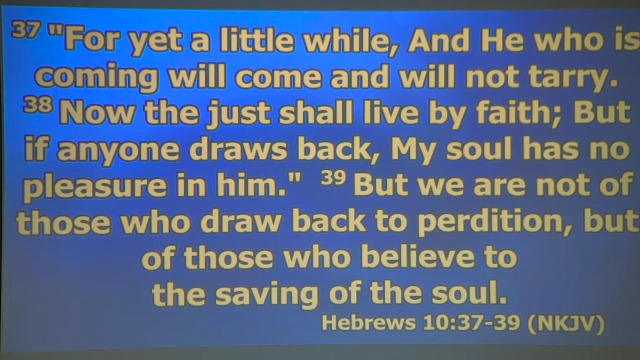 37 "For yet a little while, And He who is
coming will come and will not tarry.
38 Now the just shall live by faith; But
if anyone draws back, My soul has no
pleasure in him." 39 But we are not of
those who draw back to perdition, but
of those who believe to
the saving of the soul.
Hebrews 10:37-39 (NKJV)